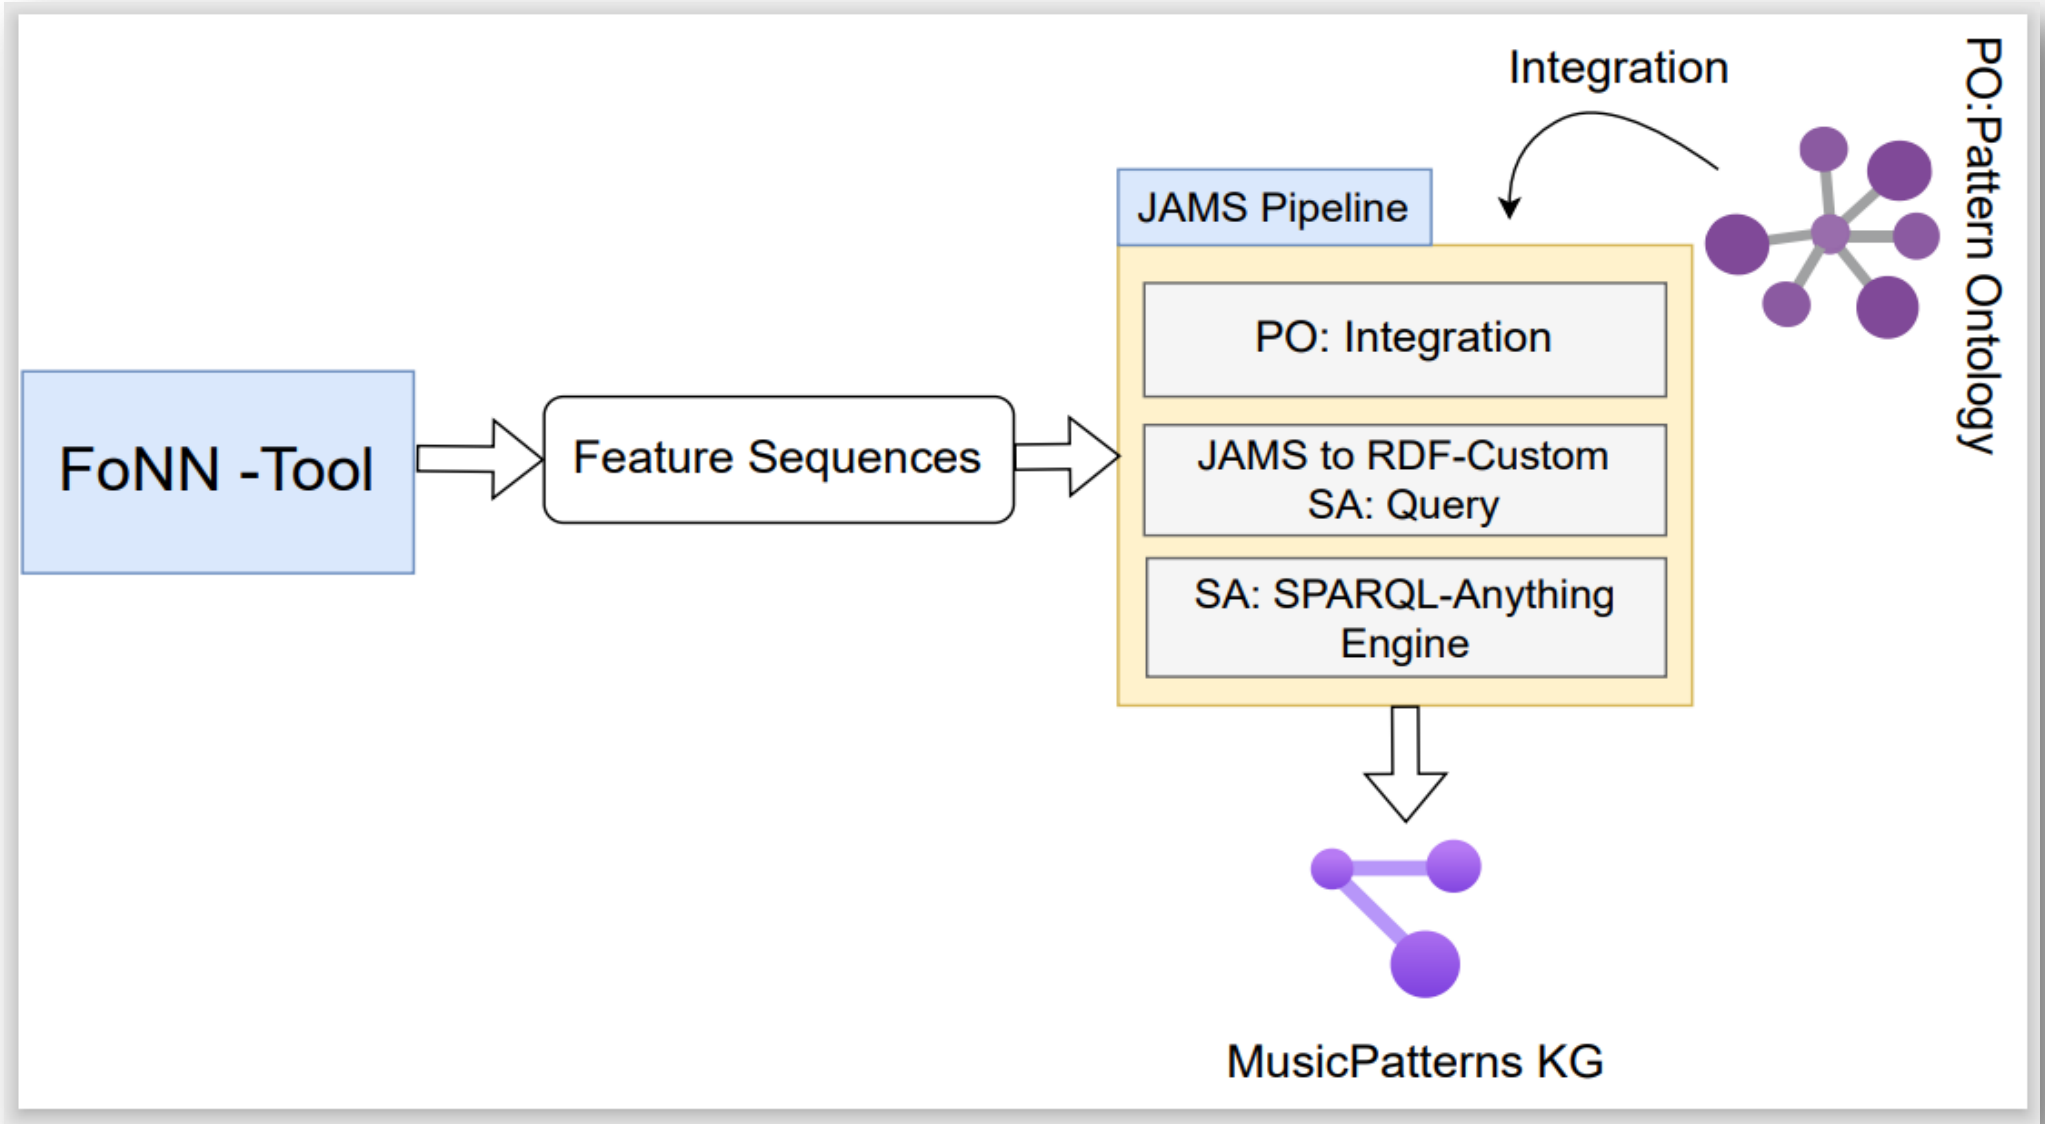 Integration
PO:Pattern Ontology
JAMS Pipeline
PO: Integration
FoNN -Tool
Feature Sequences
JAMS to RDF-Custom
SA: Query
SA: SPARQL-Anything
Engine
MusicPatterns KG